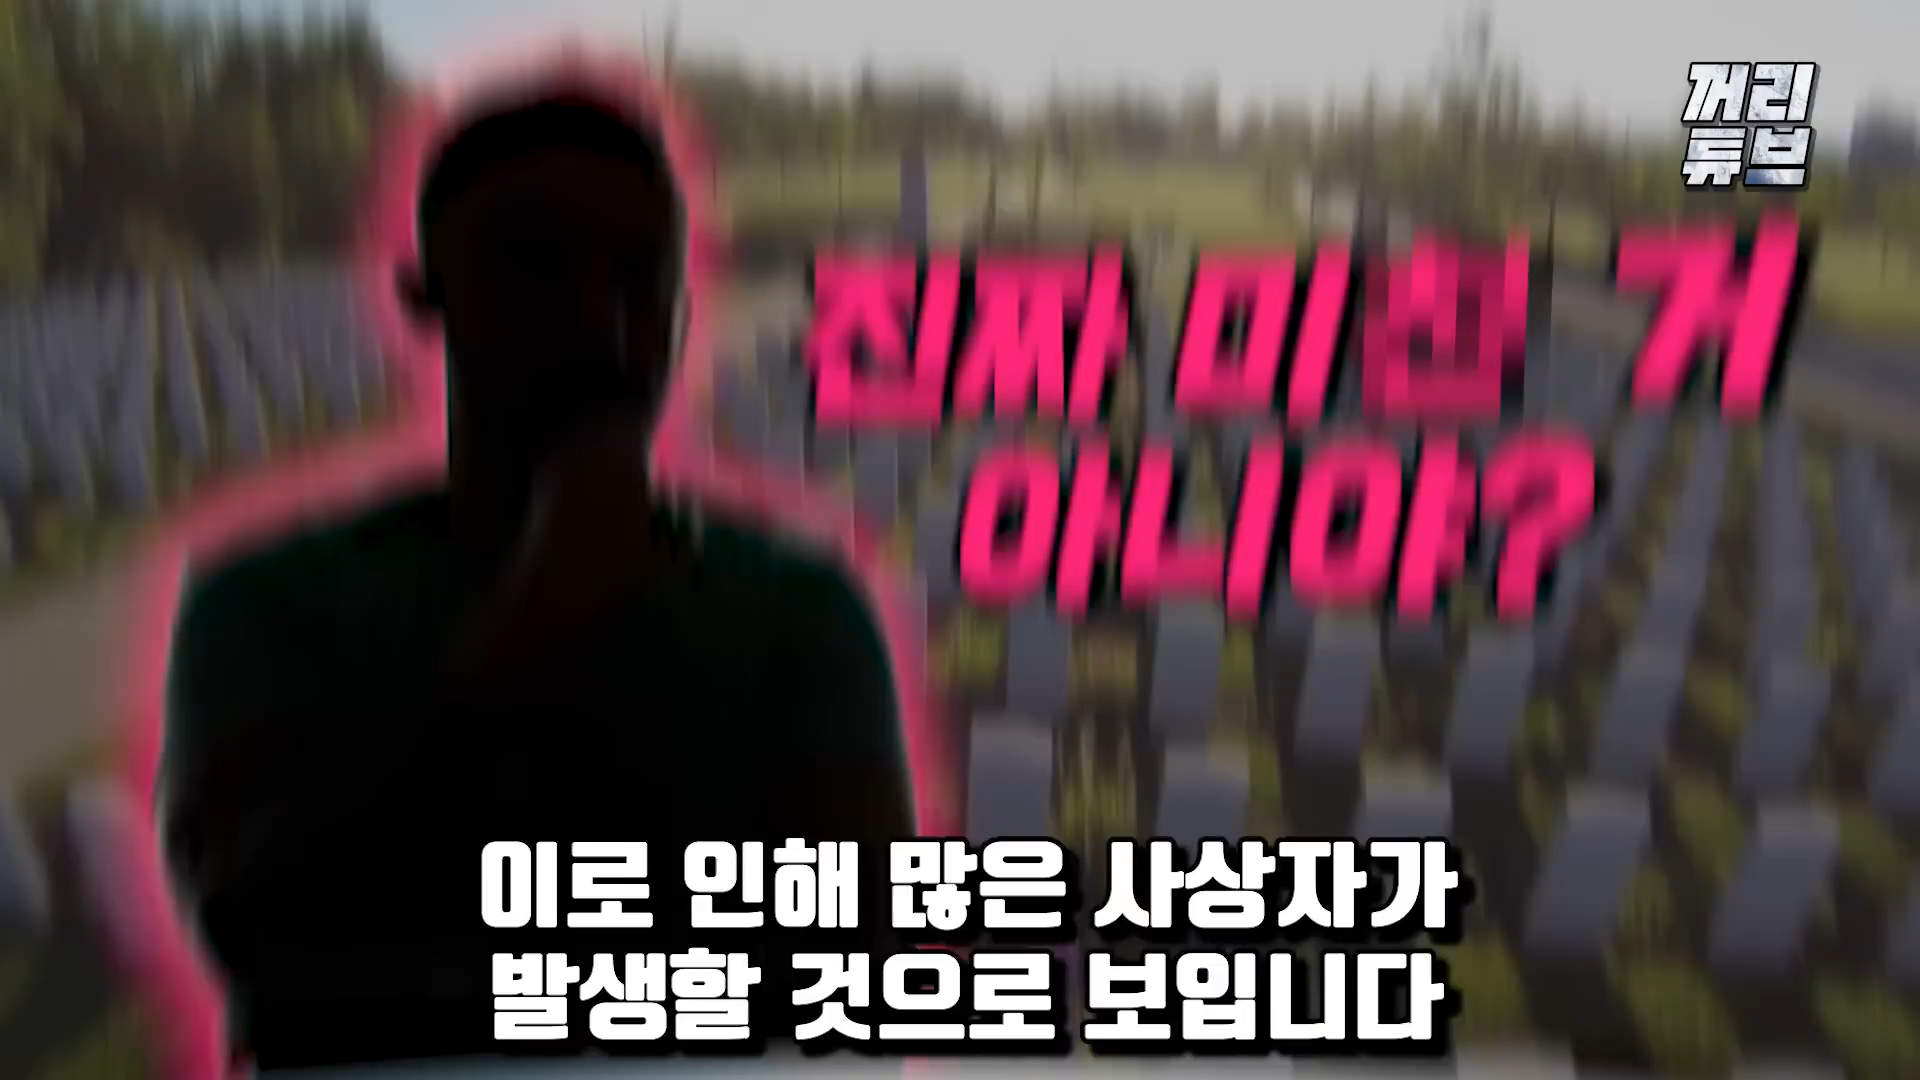 꺼리
튜브
진짜 미친 거
아니야?
이로 인해 많은 사상자가
발생할 것으로 보입니다